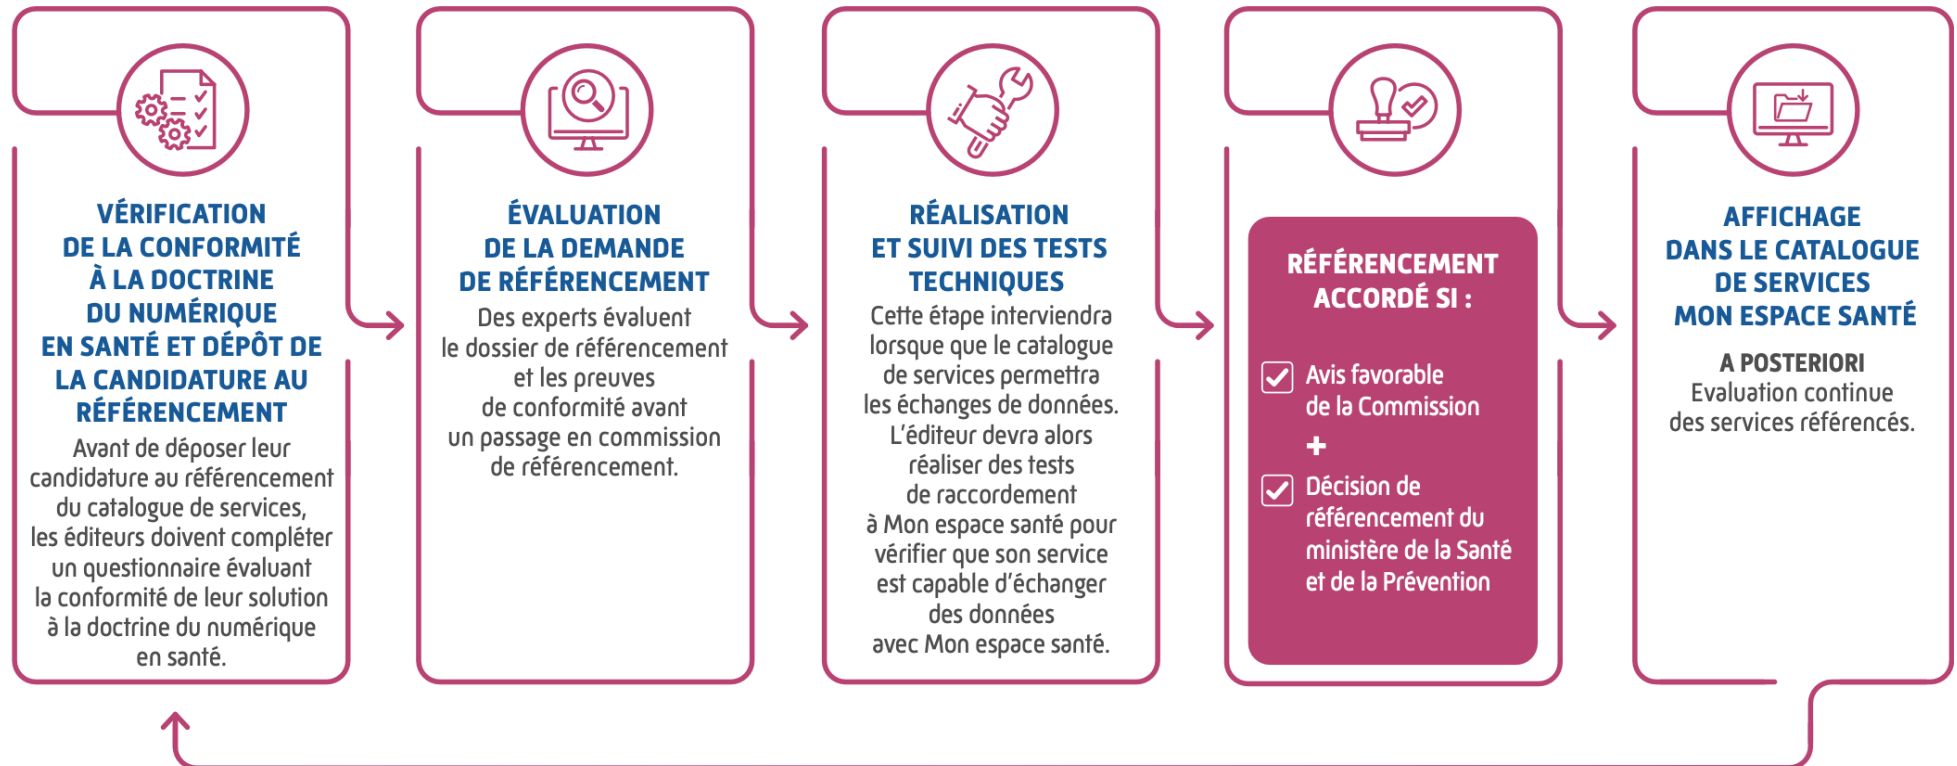 VÉRIFICATION
DE LA CONFORMITÉ
À LA DOCTRINE
DU NUMÉRIQUE
EN SANTÉ ET DÉPÔT DE
LA CANDIDATURE AU
RÉFÉRENCEMENT
Avant de déposer leur
candidature au référencement
du catalogue de services,
les éditeurs doivent compléter
un questionnaire évaluant
la conformité de leur solution
à la doctrine du numérique
en santé.
ÉVALUATION
DE LA DEMANDE
DE RÉFÉRENCEMENT
Des experts évaluent
le dossier de référencement
et les preuves
de conformité avant
un passage en commission
de référencement.
RÉALISATION
ET SUIVI DES TESTS
TECHNIQUES
Cette étape interviendra
lorsque que le catalogue
de services permettra
les échanges de données.
L'éditeur devra alors
réaliser des tests
de raccordement
à Mon espace santé pour
vérifier que son service
est capable d'échanger
des données
avec Mon espace santé.
RÉFÉRENCEMENT
ACCORDÉ SI :
Avis favorable
de la Commission
+
Décision de
référencement du
ministère de la Santé
et de la Prévention
AFFICHAGE
DANS LE CATALOGUE
DE SERVICES
MON ESPACE SANTÉ
A POSTERIORI
Evaluation continue
des services référencés.